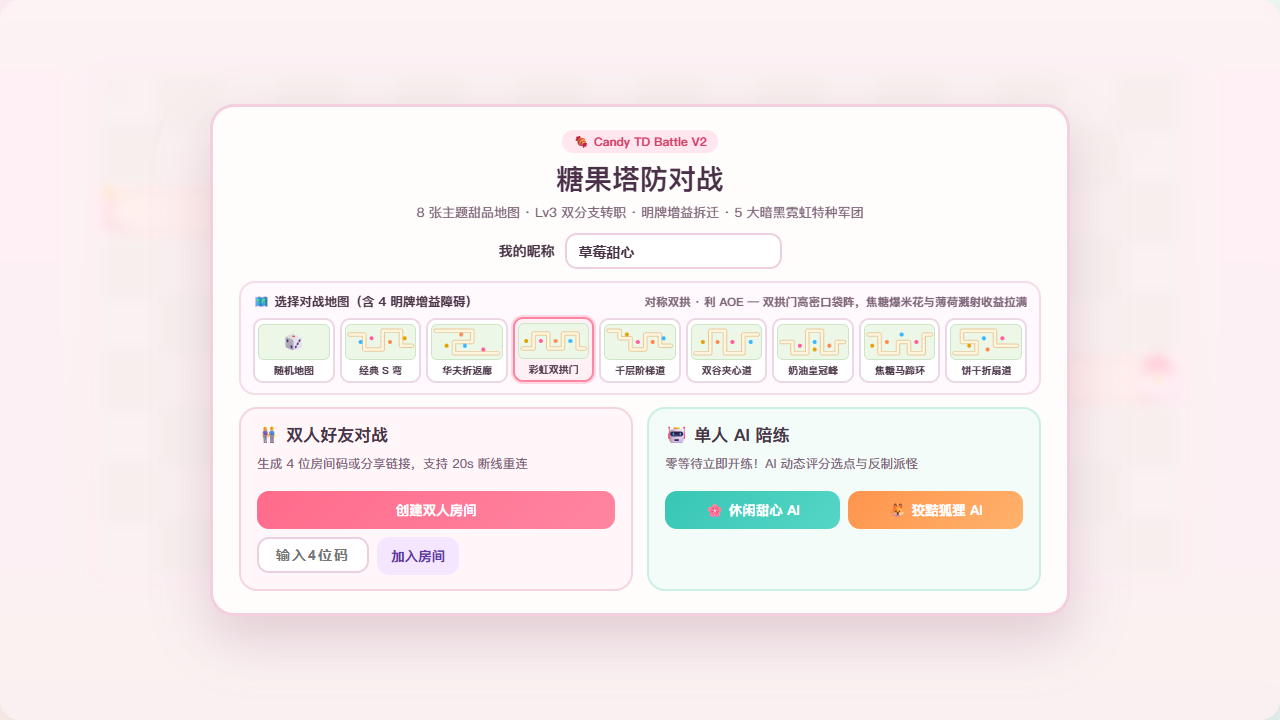 Candy TD Battle V2
糖果塔防对战
8 张主题甜品地图 · Lv3 双分支转职 · 明牌增益拆迁 · 5 大暗黑霓虹特种军团
我的昵称 草莓甜心
选择对战地图（含 4 明牌增益障碍） 对称双拱 · 利 AOE — 双拱门高密口袋阵，焦糖爆米花与薄荷溅射收益拉满
随机地图 经典 S 弯 华夫折返廊 彩虹双拱门 千层阶梯道 双谷夹心道 奶油皇冠峰 焦糖马蹄环 饼干折扇道
双人好友对战
生成 4 位房间码或分享链接，支持 20s 断线重连
创建双人房间
输入4位码 加入房间
单人 AI 陪练
零等待立即开练！AI 动态评分选点与反制派怪
休闲甜心 AI 狡黠狐狸 AI